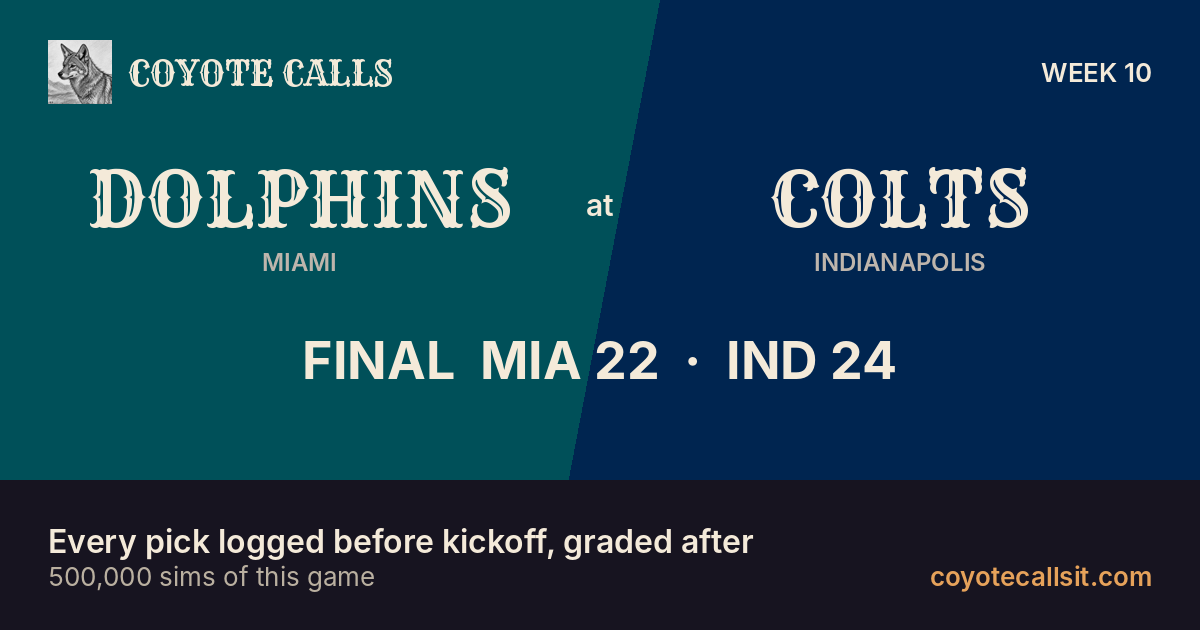 COYOTE CALLS
WEEK 10
DOLPHINS at COLTS
MIAMI INDIANAPOLIS
FINAL MIA 22 · IND 24
Every pick logged before kickoff, graded after
500,000 sims of this game
coyotecallsit.com